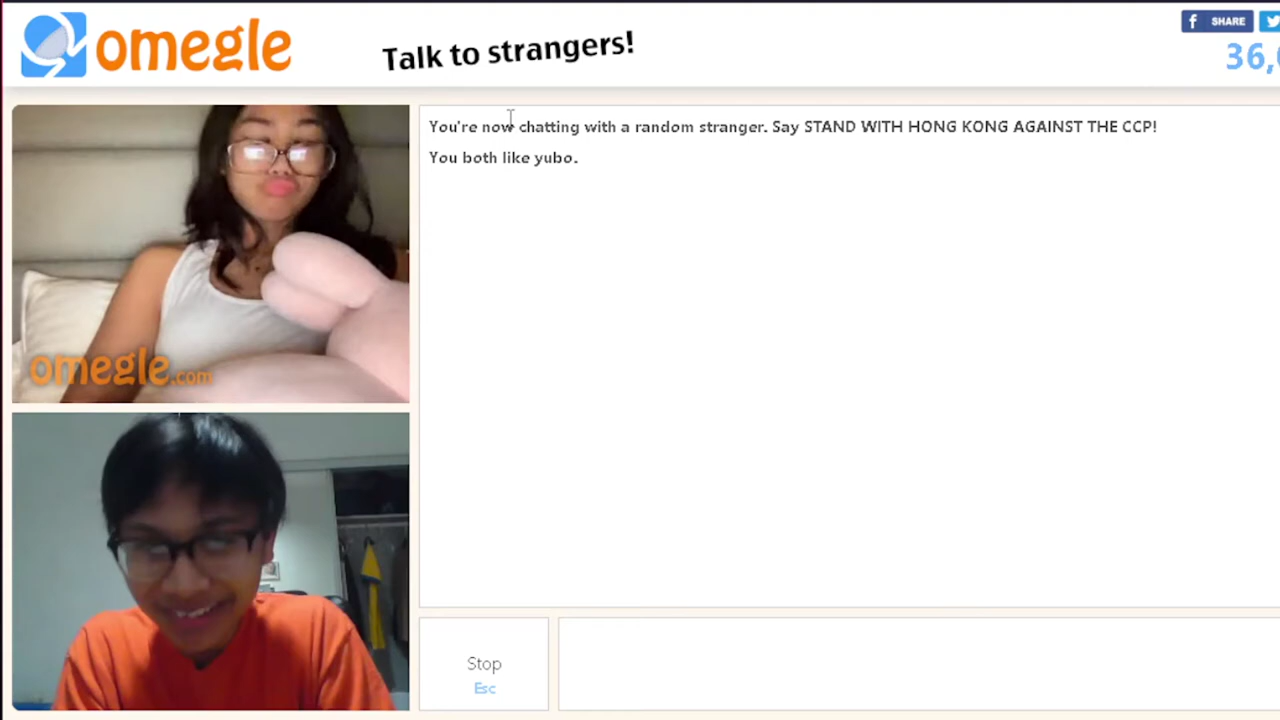 omegle
Talk to strangers!
f SHARE
36,
You're now chatting with a random stranger. Say STAND WITH HONG KONG AGAINST THE CCP!
You both like yubo.
omegle.com
Stop
Esc